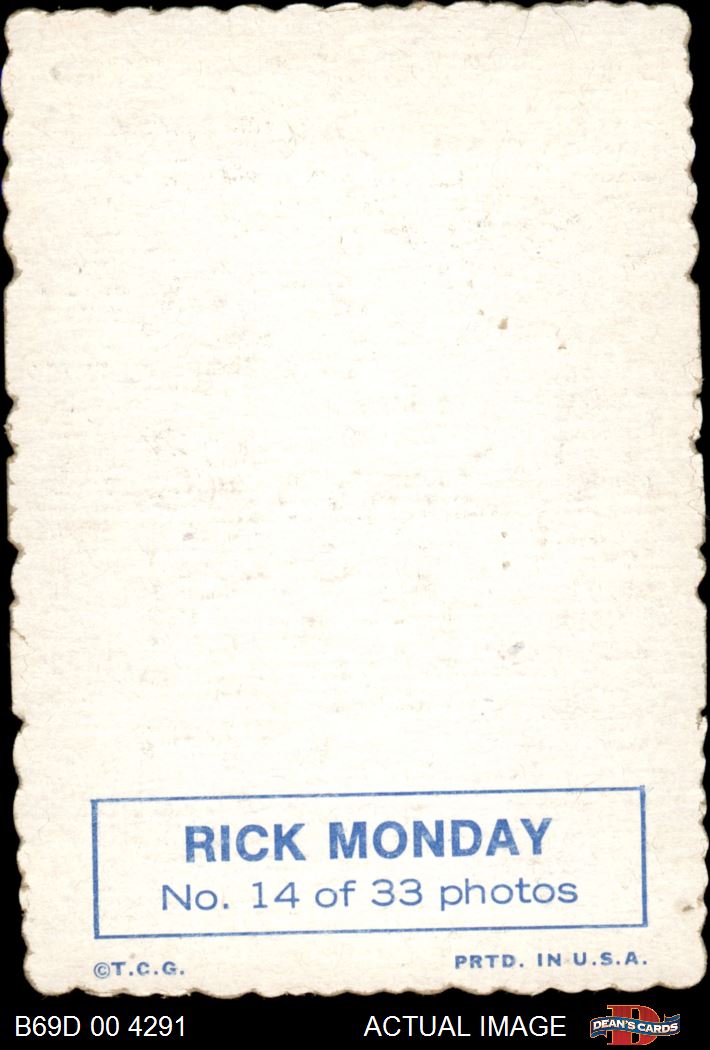 RICK MONDAY
No. 14 of 33 photos
©T.C.G. PRTD. IN U.S.A.
B69D 00 4291 ACTUAL IMAGE DEAN'S CARDS